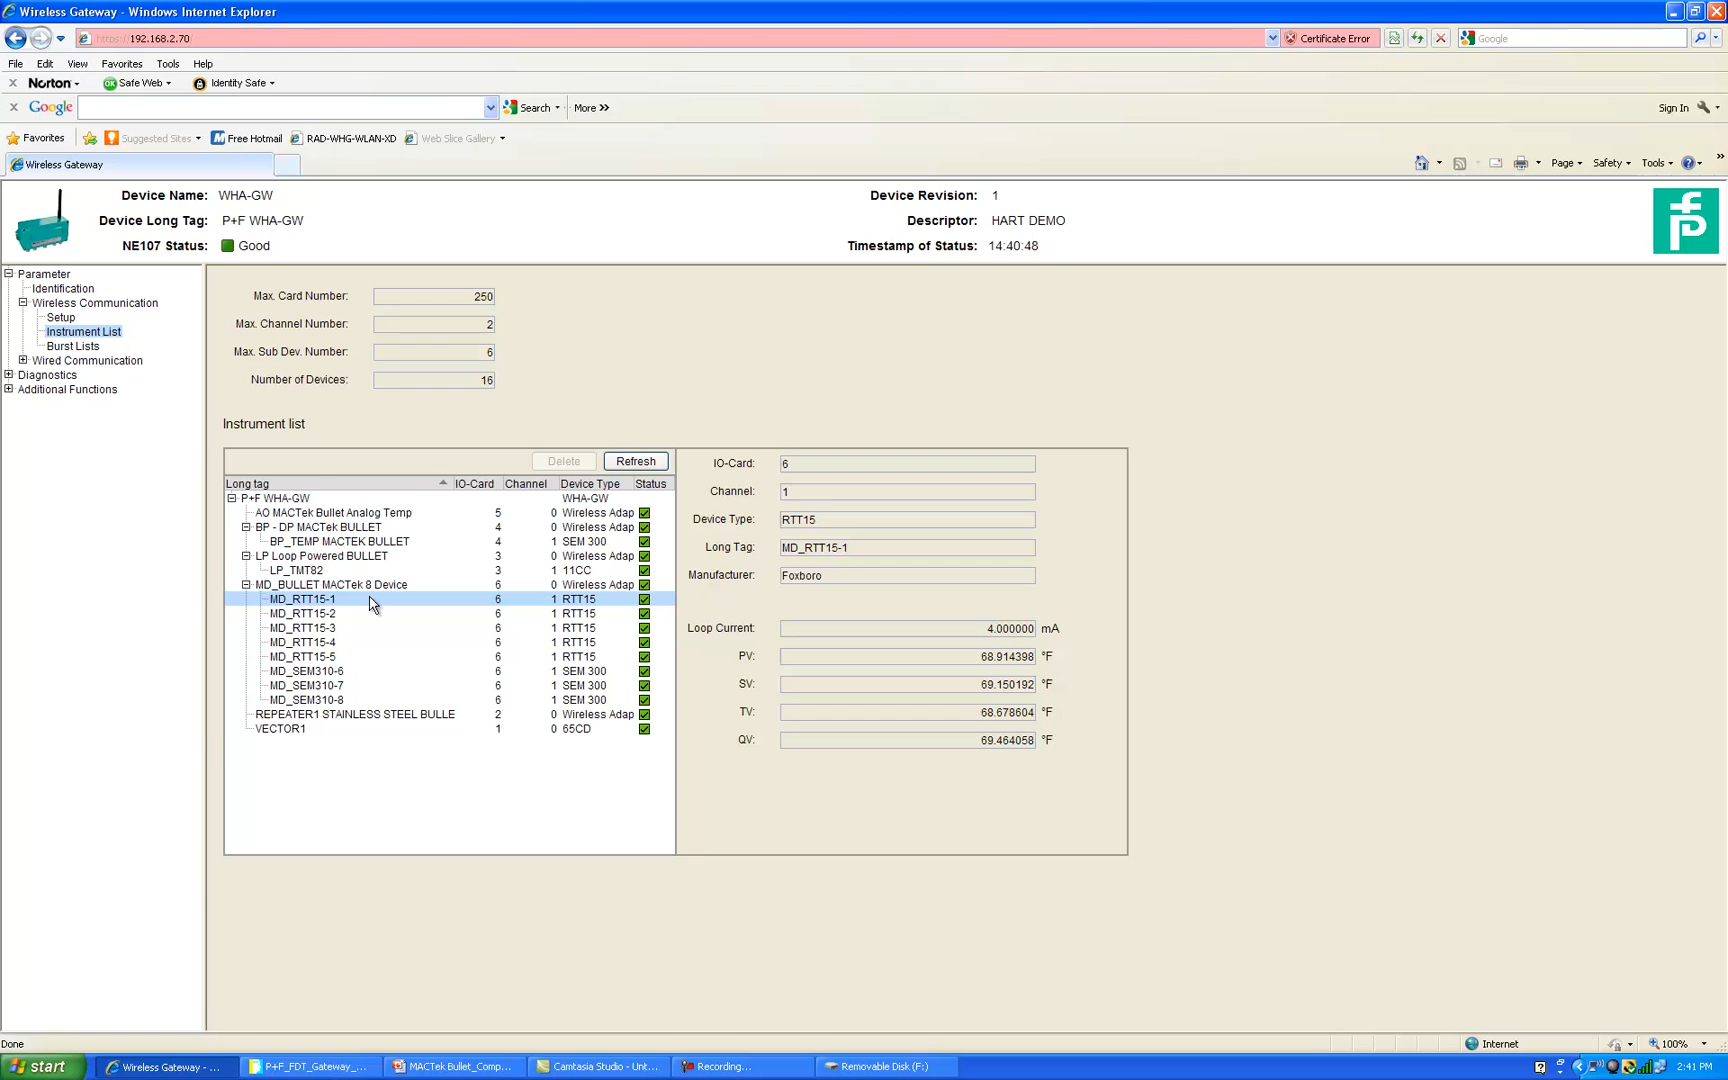 Wireless Gateway - Windows Internet Explorer
https://192.168.2.70/
Certificate Error
Google
File Edit View Favorites Tools Help
x Norton Safe Web Identity Safe
x Google Search More >> Sign In
Favorites Suggested Sites Free Hotmail RAD-WHG-WLAN-XD Web Slice Gallery
Wireless Gateway
Page Safety Tools
Device Name: WHA-GW
Device Revision: 1
Device Long Tag: P+F WHA-GW
Descriptor: HART DEMO
NE107 Status: Good
Timestamp of Status: 14:40:48
Parameter
Identification
Wireless Communication
Setup
Instrument List
Burst Lists
Wired Communication
Diagnostics
Additional Functions
Max. Card Number: 250
Max. Channel Number: 2
Max. Sub Dev. Number: 6
Number of Devices: 16
Instrument list
Delete Refresh
Long tag IO-Card Channel Device Type Status
P+F WHA-GW WHA-GW
AO MACTek Bullet Analog Temp 5 0 Wireless Adap
BP - DP MACTek BULLET 4 0 Wireless Adap
BP_TEMP MACTEK BULLET 4 1 SEM 300
LP Loop Powered BULLET 3 0 Wireless Adap
LP_TMT82 3 1 11CC
MD_BULLET MACTek 8 Device 6 0 Wireless Adap
MD_RTT15-1 6 1 RTT15
MD_RTT15-2 6 1 RTT15
MD_RTT15-3 6 1 RTT15
MD_RTT15-4 6 1 RTT15
MD_RTT15-5 6 1 RTT15
MD_SEM310-6 6 1 SEM 300
MD_SEM310-7 6 1 SEM 300
MD_SEM310-8 6 1 SEM 300
REPEATER1 STAINLESS STEEL BULLE 2 0 Wireless Adap
VECTOR1 1 0 65CD
IO-Card: 6
Channel: 1
Device Type: RTT15
Long Tag: MD_RTT15-1
Manufacturer: Foxboro
Loop Current: 4.000000 mA
PV: 68.914398 °F
SV: 69.150192 °F
TV: 68.678604 °F
QV: 69.464058 °F
Done
Internet
100%
start
Wireless Gateway - ...
P+F_FDT_Gateway_...
MACTek Bullet_Comp...
Camtasia Studio - Unt...
Recording...
Removable Disk (F:)
2:41 PM